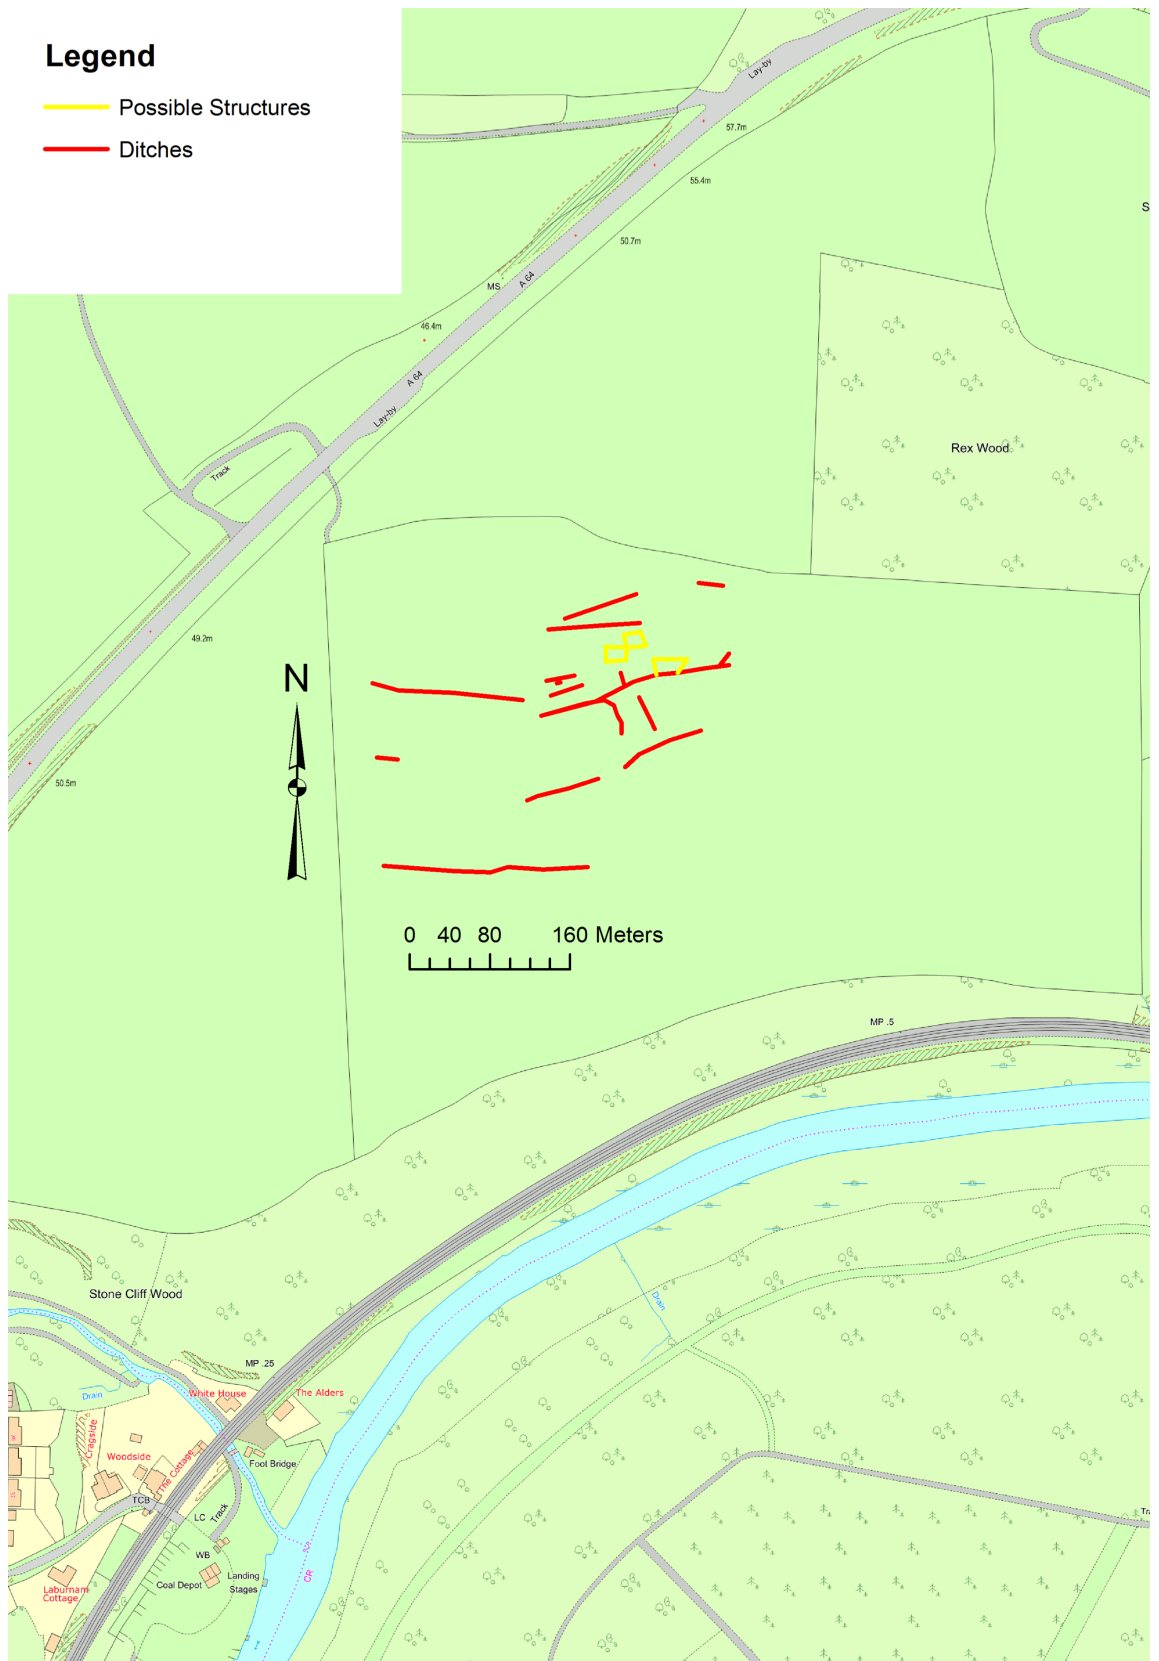 Legend
Possible Structures
Ditches
Lay-by
57.7m
55.4m
S
50.7m
MS
A 64
46.4m
A 64
Lay-by
Rex Wood
Track
49.2m
N
50.5m
0 40 80 160 Meters
MP .5
Stone Cliff Wood
Drain
MP .25
White House
The Alders
Drain
Cragside
Woodside
The Cottage
Foot Bridge
TCB
LC
Track
Tr
WB
CR
Coal Depot
Landing
Stages
Laburnam
Cottage